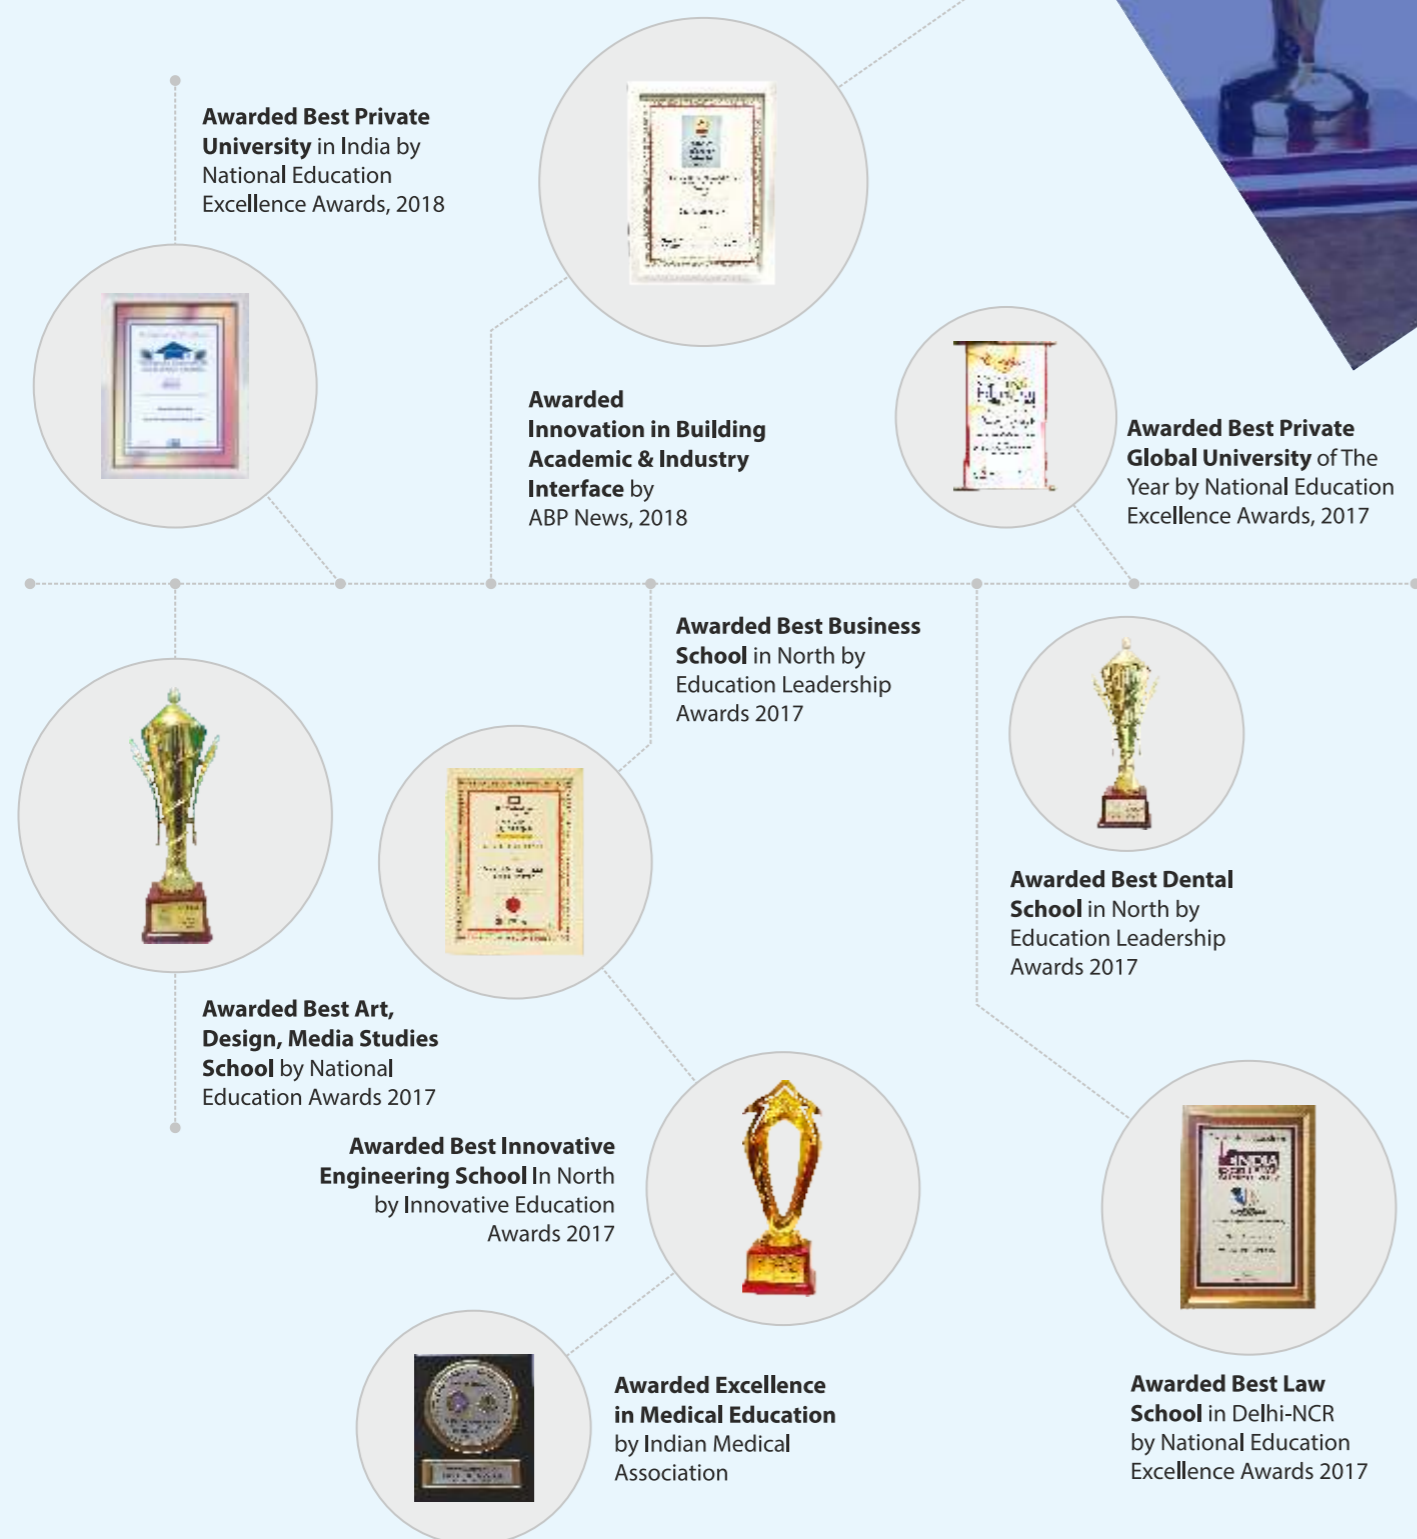 Awarded Best Private
University in India by
National Education
Excellence Awards, 2018
Awarded
Innovation in Building
Academic & Industry
Interface by
ABP News, 2018
Awarded Best Private
Global University of The
Year by National Education
Excellence Awards, 2017
Awarded Best Business
School in North by
Education Leadership
Awards 2017
Awarded Best Dental
School in North by
Education Leadership
Awards 2017
Awarded Best Art,
Design, Media Studies
School by National
Education Awards 2017
Awarded Best Innovative
Engineering School In North
by Innovative Education
Awards 2017
INDIA
Awarded Excellence
in Medical Education
by Indian Medical
Association
Awarded Best Law
School in Delhi-NCR
by National Education
Excellence Awards 2017